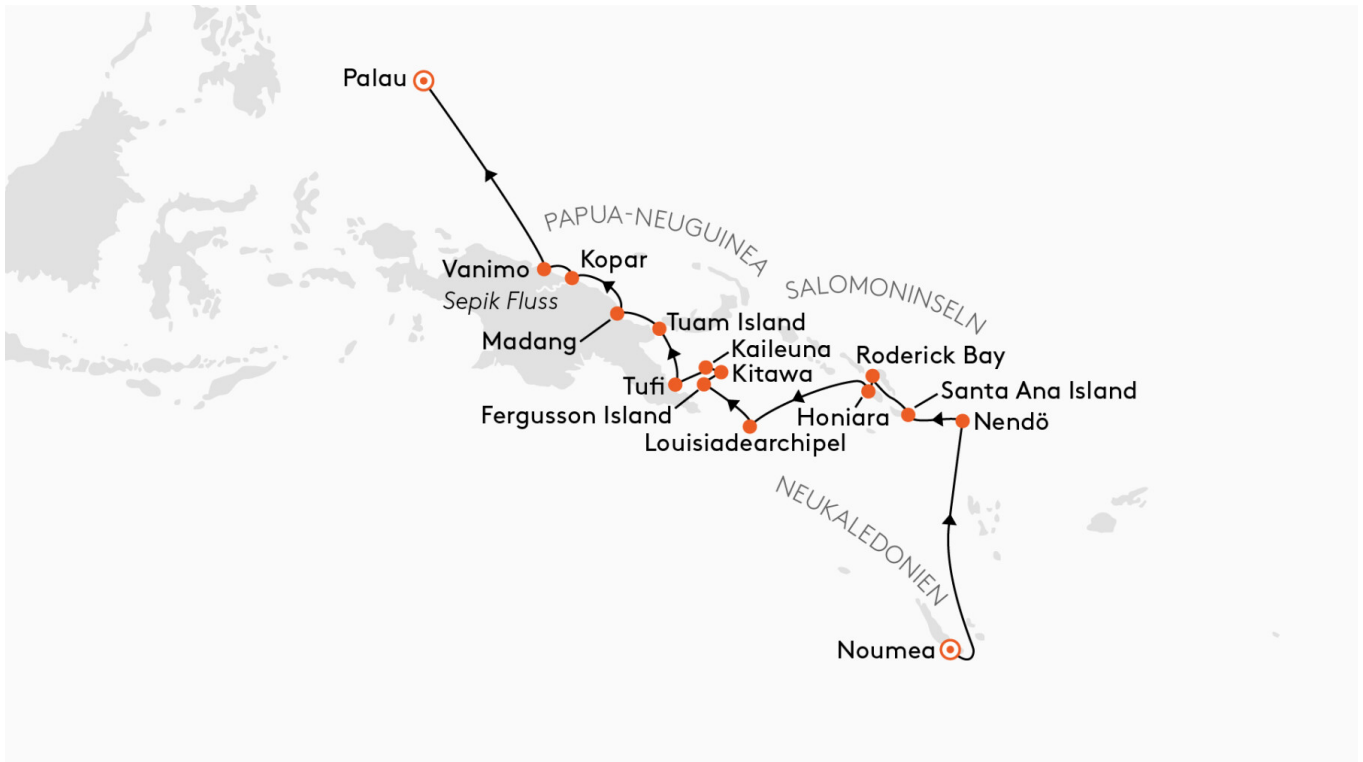 Palau
PAPUA-NEUGUINEA
Kopar
Vanimo
Sepik Fluss
SALOMONINSELN
Tuam Island
Madang
Kaileuna
Roderick Bay
Kitawa
Tufi
Santa Ana Island
Fergusson Island
Honiara
Nendö
Louisiadearchipel
NEUKALEDONIEN
Noumea